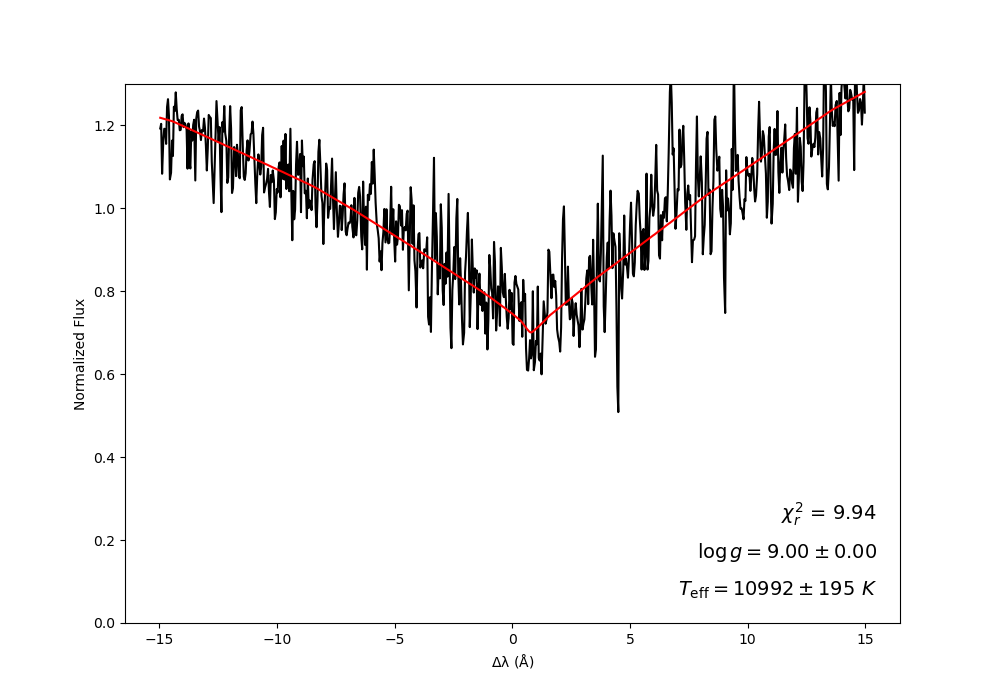 1.2
1.0
0.8
0.6
0.4
0.2
0.0
Normalized Flux
χ²ᵣ = 9.94
log g = 9.00 ± 0.00
T_eff = 10992 ± 195 K
−15 −10 −5 0 5 10 15
Δλ (Å)